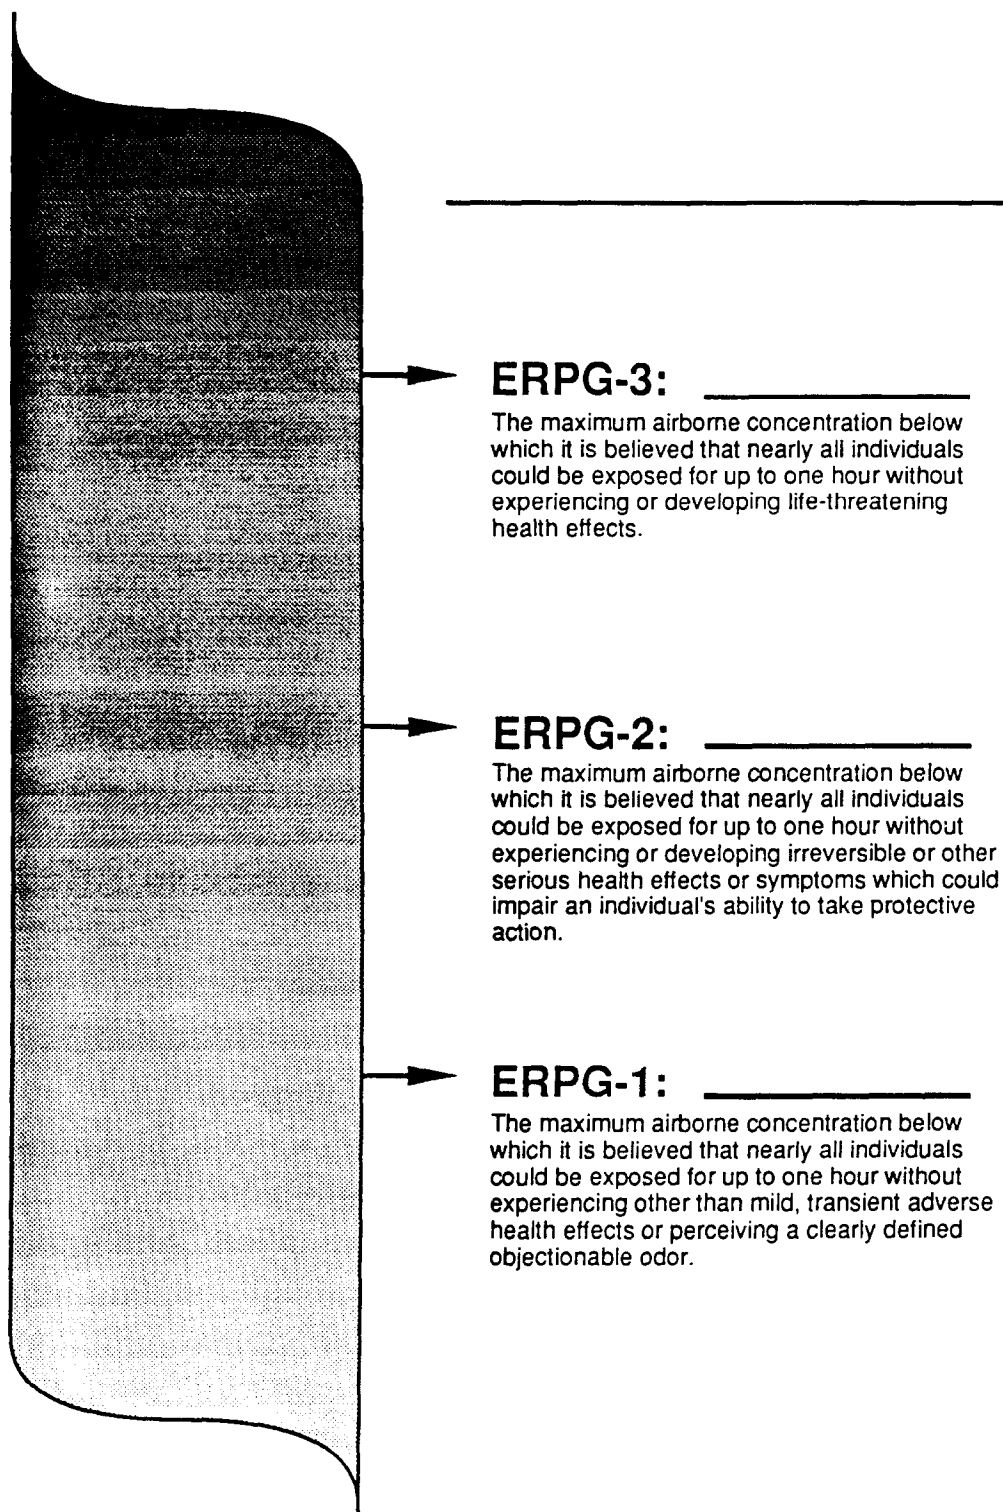 ERPG-3:
The maximum airborne concentration below
which it is believed that nearly all individuals
could be exposed for up to one hour without
experiencing or developing life-threatening
health effects.
ERPG-2:
The maximum airborne concentration below
which it is believed that nearly all individuals
could be exposed for up to one hour without
experiencing or developing irreversible or other
serious health effects or symptoms which could
impair an individual's ability to take protective
action.
ERPG-1:
The maximum airborne concentration below
which it is believed that nearly all individuals
could be exposed for up to one hour without
experiencing other than mild, transient adverse
health effects or perceiving a clearly defined
objectionable odor.